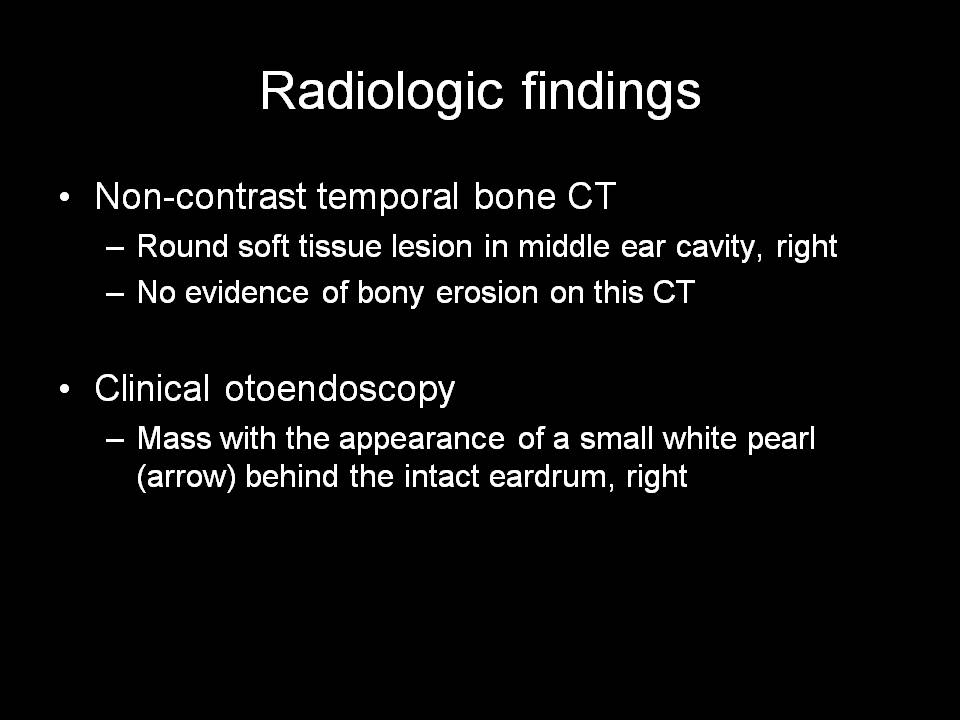 Radiologic findings
• Non-contrast temporal bone CT
– Round soft tissue lesion in middle ear cavity, right
– No evidence of bony erosion on this CT
• Clinical otoendoscopy
– Mass with the appearance of a small white pearl
(arrow) behind the intact eardrum, right